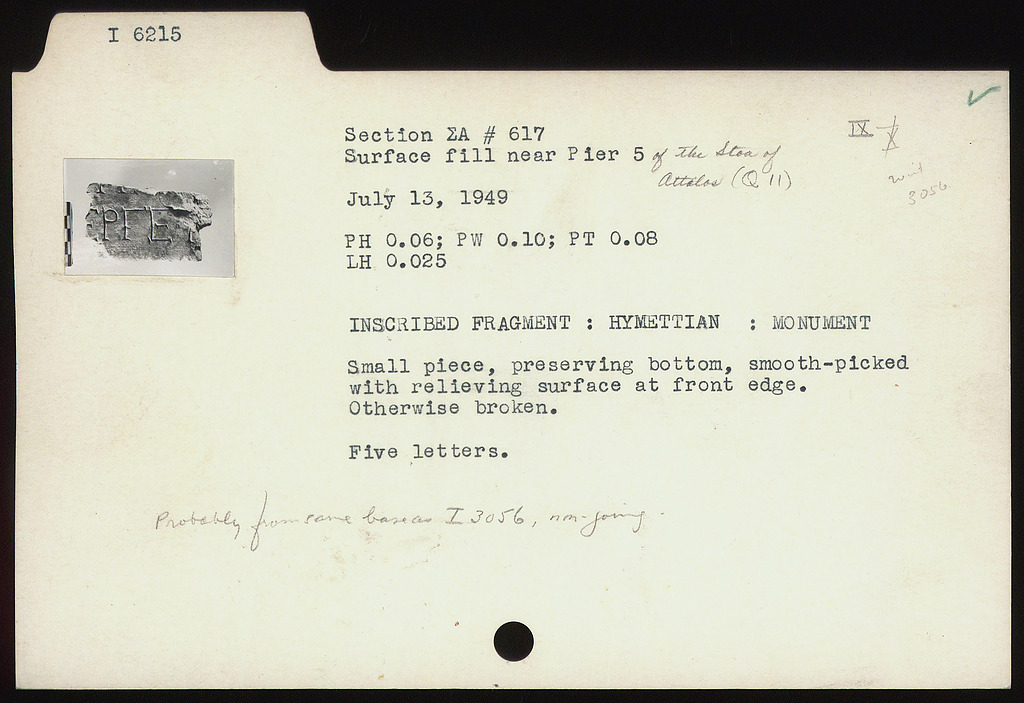 I 6215
Section ΣΑ # 617
IX X
Surface fill near Pier 5 of the Stoa of
Attalos (Q 11)
with
3056
July 13, 1949
PH 0.06; PW 0.10; PT 0.08
LH 0.025
INSCRIBED FRAGMENT : HYMETTIAN : MONUMENT
Small piece, preserving bottom, smooth-picked
with relieving surface at front edge.
Otherwise broken.
Five letters.
Probably from same base as I 3056, non-joining.